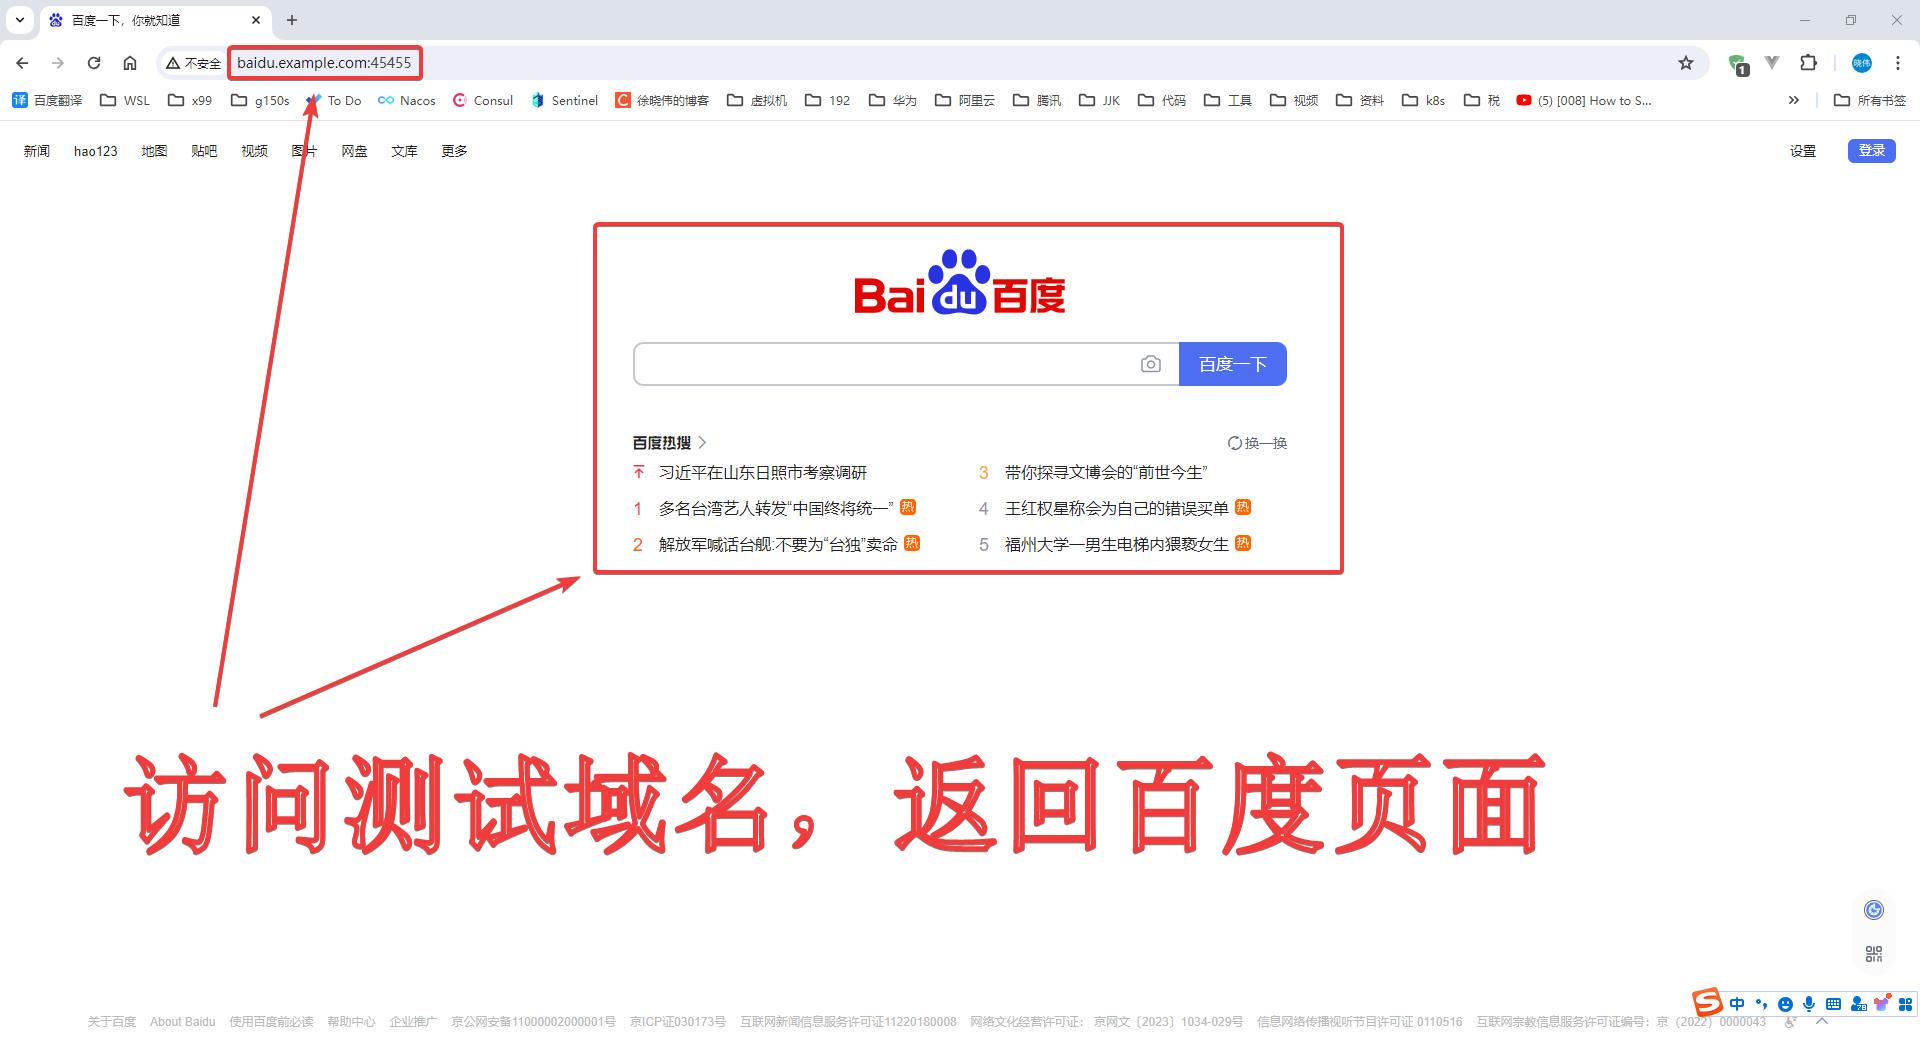 百度一下，你就知道
不安全 baidu.example.com:45455
1
晓伟
译 百度翻译 WSL x99 g150s To Do Nacos Consul Sentinel C 徐晓伟的博客 虚拟机 192 华为 阿里云 腾讯 JJK 代码 工具 视频 资料 k8s 税 (5) [008] How to S... 所有书签
新闻 hao123 地图 贴吧 视频 图片 网盘 文库 更多 设置 登录
Bai du 百度
百度一下
百度热搜 换一换
习近平在山东日照市考察调研 3 带你探寻文博会的“前世今生”
1 多名台湾艺人转发“中国终将统一” 热 4 王红权星称会为自己的错误买单 热
2 解放军喊话台舰:不要为“台独”卖命 热 5 福州大学一男生电梯内猥亵女生 热
访问测试域名，返回百度页面
S 中
关于百度 About Baidu 使用百度前必读 帮助中心 企业推广 京公网安备11000002000001号 京ICP证030173号 互联网新闻信息服务许可证11220180008 网络文化经营许可证： 京网文〔2023〕1034-029号 信息网络传播视听节目许可证 0110516 互联网宗教信息服务许可证编号：京（2022）0000043